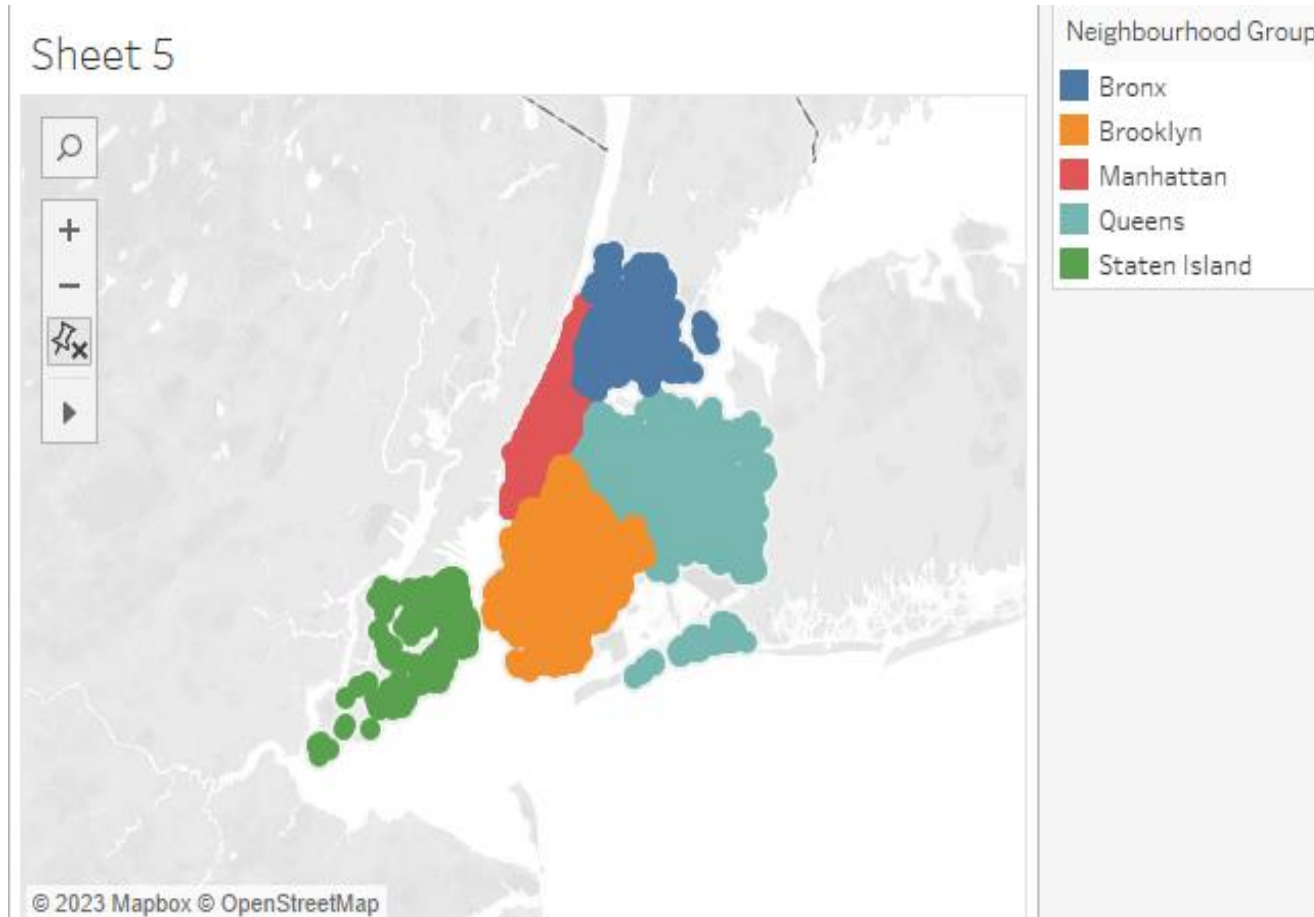 Sheet 5
Neighbourhood Group
Bronx
Brooklyn
Manhattan
Queens
Staten Island
© 2023 Mapbox © OpenStreetMap